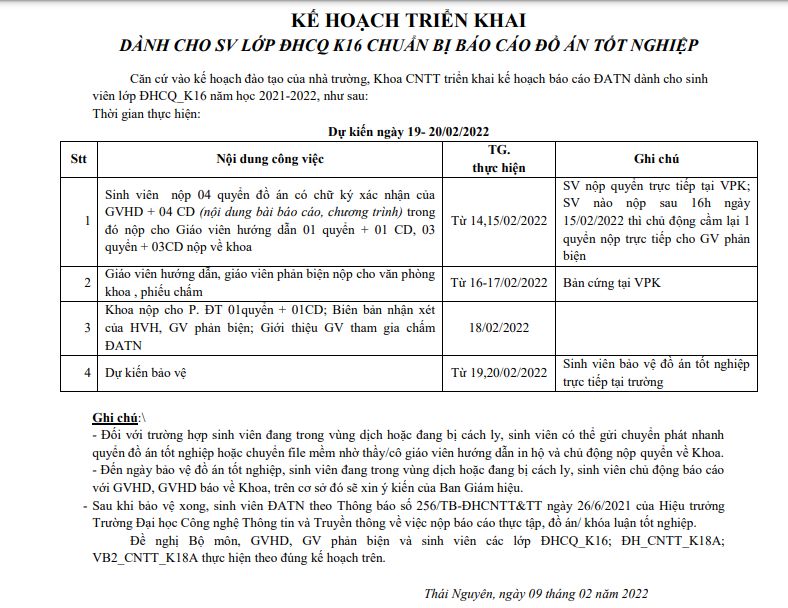 KẾ HOẠCH TRIỂN KHAI
DÀNH CHO SV LỚP ĐHCQ K16 CHUẨN BỊ BÁO CÁO ĐỒ ÁN TỐT NGHIỆP
Căn cứ vào kế hoạch đào tạo của nhà trường, Khoa CNTT triển khai kế hoạch báo cáo ĐATN dành cho sinh
viên lớp ĐHCQ_K16 năm học 2021-2022, như sau:
Thời gian thực hiện:
Dự kiến ngày 19- 20/02/2022
Stt
Nội dung công việc
TG.
thực hiện
Ghi chú
1
Sinh viên nộp 04 quyển đồ án có chữ ký xác nhận của
GVHD + 04 CD (nội dung bài báo cáo, chương trình) trong
đó nộp cho Giáo viên hướng dẫn 01 quyển + 01 CD, 03
quyển + 03CD nộp về khoa
Từ 14,15/02/2022
SV nộp quyển trực tiếp tại VPK;
SV nào nộp sau 16h ngày
15/02/2022 thì chủ động cầm lại 1
quyển nộp trực tiếp cho GV phản
biện
2
Giáo viên hướng dẫn, giáo viên phản biện nộp cho văn phòng
khoa , phiếu chấm
Từ 16-17/02/2022
Bản cứng tại VPK
3
Khoa nộp cho P. ĐT 01quyển + 01CD; Biên bản nhận xét
của HVH, GV phản biện; Giới thiệu GV tham gia chấm
ĐATN
18/02/2022
4
Dự kiến bảo vệ
Từ 19,20/02/2022
Sinh viên bảo vệ đồ án tốt nghiệp
trực tiếp tại trường
Ghi chú:\
- Đối với trường hợp sinh viên đang trong vùng dịch hoặc đang bị cách ly, sinh viên có thể gửi chuyển phát nhanh
quyển đồ án tốt nghiệp hoặc chuyển file mềm nhờ thầy/cô giáo viên hướng dẫn in hộ và chủ động nộp quyển về Khoa.
- Đến ngày bảo vệ đồ án tốt nghiệp, sinh viên đang trong vùng dịch hoặc đang bị cách ly, sinh viên chủ động báo cáo
với GVHD, GVHD báo về Khoa, trên cơ sở đó sẽ xin ý kiến của Ban Giám hiệu.
- Sau khi bảo vệ xong, sinh viên ĐATN theo Thông báo số 256/TB-ĐHCNTT&TT ngày 26/6/2021 của Hiệu trưởng
Trường Đại học Công nghệ Thông tin và Truyền thông về việc nộp báo cáo thực tập, đồ án/ khóa luận tốt nghiệp.
Đề nghị Bộ môn, GVHD, GV phản biện và sinh viên các lớp ĐHCQ_K16; ĐH_CNTT_K18A;
VB2_CNTT_K18A thực hiện theo đúng kế hoạch trên.
Thái Nguyên, ngày 09 tháng 02 năm 2022